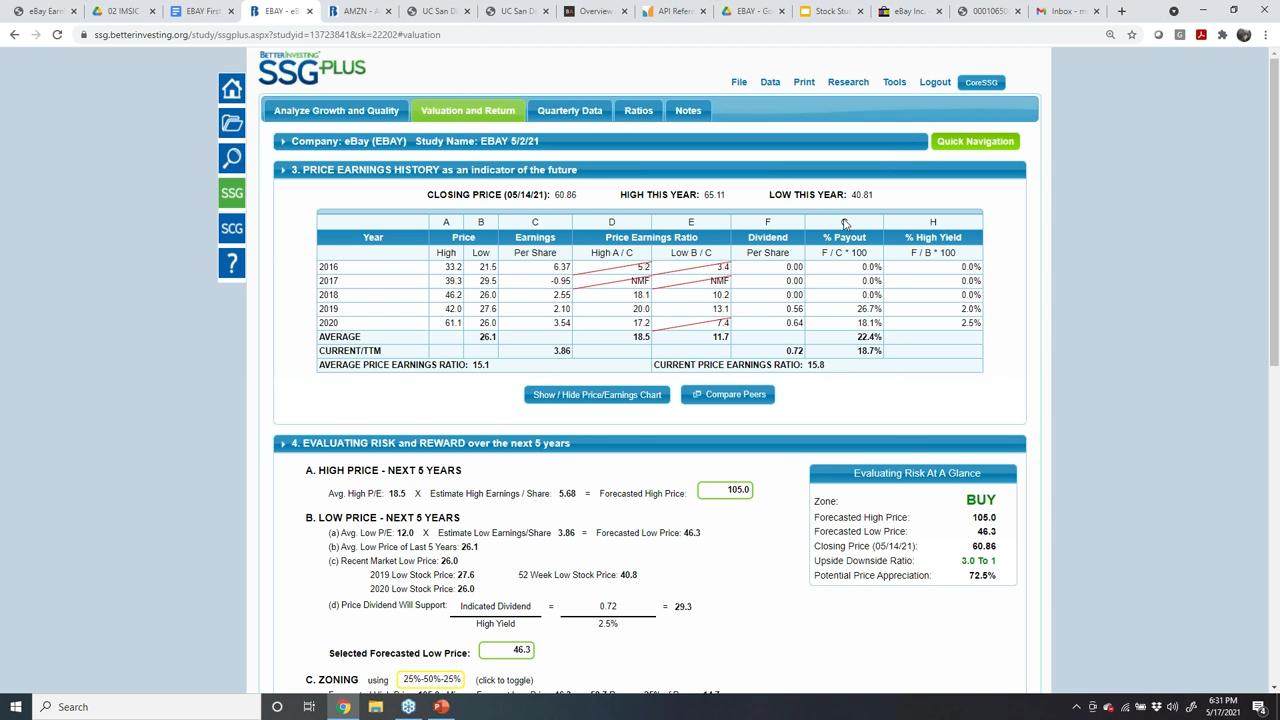 eBay Earn
02 IMSIC
EBAY First
EBAY - eB
AMZN - A
UC San Di
UC San Di
Overview
API Refer
EBAY - Go
Stock Stu
eBay Inc.
00010650
Inbox - m
ssg.betterinvesting.org/study/ssgplus.aspx?studyid=13723841&sk=22202#valuation
BETTERINVESTING
SSGPLUS
File Data Print Research Tools Logout CoreSSG
Analyze Growth and Quality Valuation and Return Quarterly Data Ratios Notes
Company: eBay (EBAY) Study Name: EBAY 5/2/21
Quick Navigation
3. PRICE EARNINGS HISTORY as an indicator of the future
CLOSING PRICE (05/14/21): 60.86 HIGH THIS YEAR: 65.11 LOW THIS YEAR: 40.81
A B C D E F H
Year Price Earnings Price Earnings Ratio Dividend % Payout % High Yield
High Low Per Share High A / C Low B / C Per Share F / C * 100 F / B * 100
2016 33.2 21.5 6.37 5.2 3.4 0.00 0.0% 0.0%
2017 39.3 29.5 -0.95 NMF NMF 0.00 0.0% 0.0%
2018 46.2 26.0 2.55 18.1 10.2 0.00 0.0% 0.0%
2019 42.0 27.6 2.10 20.0 13.1 0.56 26.7% 2.0%
2020 61.1 26.0 3.54 17.2 7.4 0.64 18.1% 2.5%
AVERAGE 26.1 18.5 11.7 22.4%
CURRENT/TTM 3.86 0.72 18.7%
AVERAGE PRICE EARNINGS RATIO: 15.1 CURRENT PRICE EARNINGS RATIO: 15.8
Show / Hide Price/Earnings Chart Compare Peers
4. EVALUATING RISK and REWARD over the next 5 years
A. HIGH PRICE - NEXT 5 YEARS
Avg. High P/E: 18.5 X Estimate High Earnings / Share: 5.68 = Forecasted High Price: 105.0
B. LOW PRICE - NEXT 5 YEARS
(a) Avg. Low P/E: 12.0 X Estimate Low Earnings/Share 3.86 = Forecasted Low Price: 46.3
(b) Avg. Low Price of Last 5 Years: 26.1
(c) Recent Market Low Price: 26.0
2019 Low Stock Price: 27.6 52 Week Low Stock Price: 40.8
2020 Low Stock Price: 26.0
(d) Price Dividend Will Support: Indicated Dividend = 0.72 = 29.3
High Yield 2.5%
Selected Forecasted Low Price: 46.3
C. ZONING using 25%-50%-25% (click to toggle)
Evaluating Risk At A Glance
Zone: BUY
Forecasted High Price: 105.0
Forecasted Low Price: 46.3
Closing Price (05/14/21): 60.86
Upside Downside Ratio: 3.0 To 1
Potential Price Appreciation: 72.5%
SSG
SCG
?
Search
6:31 PM
5/17/2021